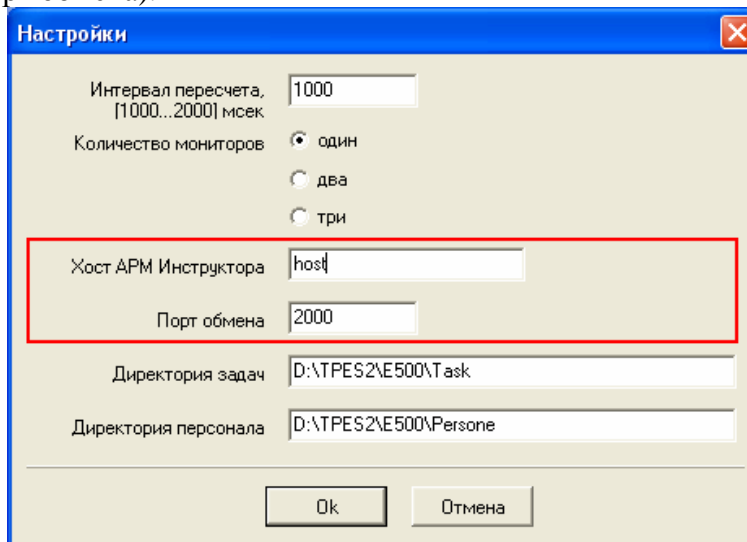 Настройки
Интервал пересчета, 1000
[1000...2000] мсек
Количество мониторов один
два
три
Хост АРМ Инструктора host
Порт обмена 2000
Директория задач D:\TPES2\E500\Task
Директория персонала D:\TPES2\E500\Persone
Ok Отмена